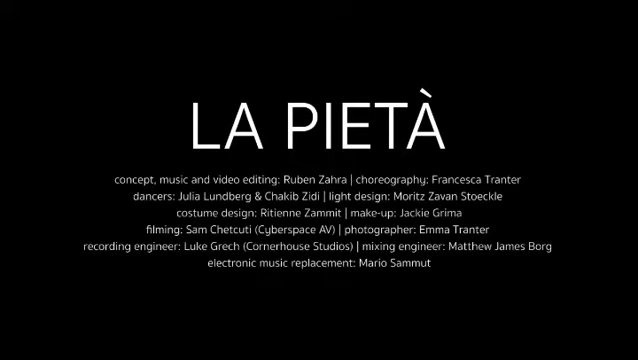 LA PIETÀ
concept, music and video editing: Ruben Zahra | choreography: Francesca Tranter
dancers: Julia Lundberg & Chakib Zidi | light design: Moritz Zavan Stoeckle
costume design: Ritienne Zammit | make-up: Jackie Grima
filming: Sam Chetcuti (Cyberspace AV) | photographer: Emma Tranter
recording engineer: Luke Grech (Cornerhouse Studios) | mixing engineer: Matthew James Borg
electronic music replacement: Mario Sammut